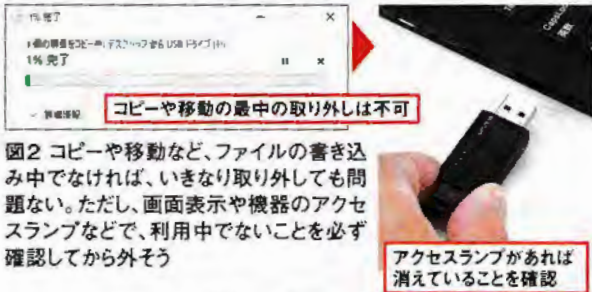 1% 完了
1 個の項目をコピー中: デスクトップ から USB ドライブ
1% 完了
詳細情報
コピーや移動の最中の取り外しは不可
図2 コピーや移動など、ファイルの書き込
み中でなければ、いきなり取り外しても問
題ない。ただし、画面表示や機器のアクセ
スランプなどで、利用中でないことを必ず
確認してから外そう
英数
アクセスランプがあれば
消えていることを確認